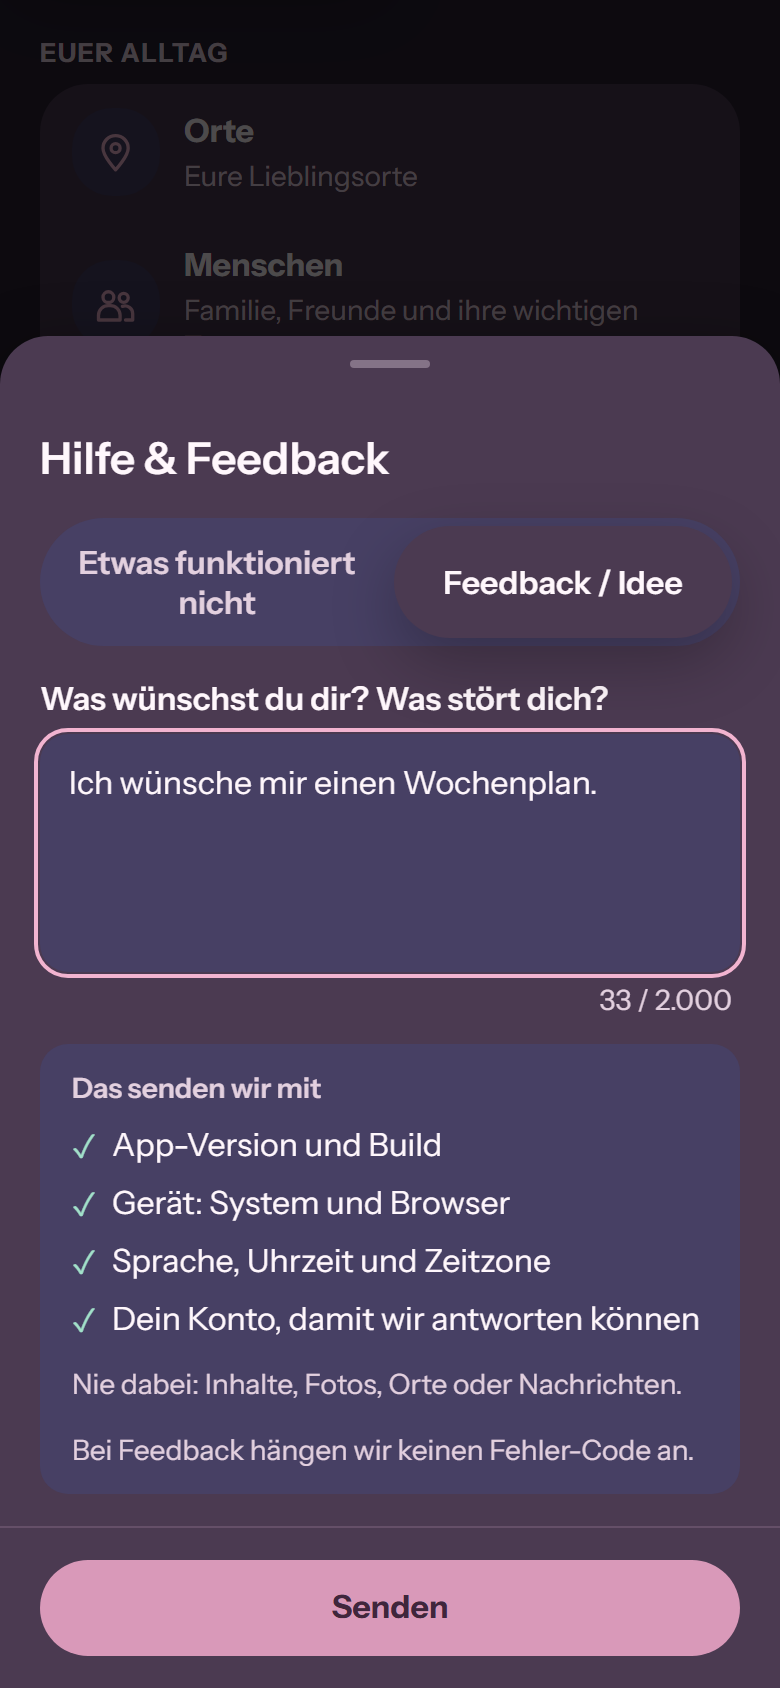 EUER ALLTAG
Orte
Eure Lieblingsorte
Menschen
Familie, Freunde und ihre wichtigen
Hilfe & Feedback
Etwas funktioniert
nicht
Feedback / Idee
Was wünschst du dir? Was stört dich?
Ich wünsche mir einen Wochenplan.
33 / 2.000
Das senden wir mit
✓ App-Version und Build
✓ Gerät: System und Browser
✓ Sprache, Uhrzeit und Zeitzone
✓ Dein Konto, damit wir antworten können
Nie dabei: Inhalte, Fotos, Orte oder Nachrichten.
Bei Feedback hängen wir keinen Fehler-Code an.
Senden